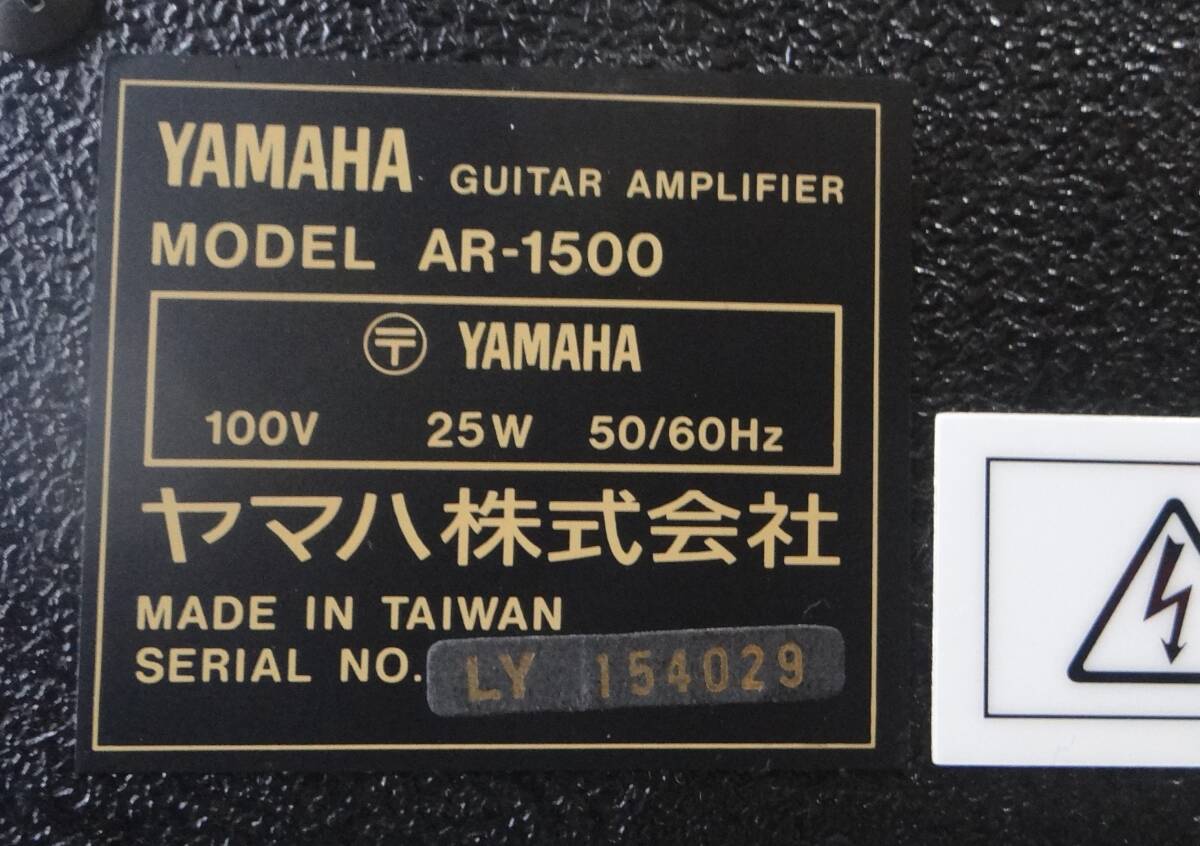 YAMAHA GUITAR AMPLIFIER
MODEL AR-1500
〒 YAMAHA
100V 25W 50/60Hz
ヤマハ株式会社
MADE IN TAIWAN
SERIAL NO. LY 154029